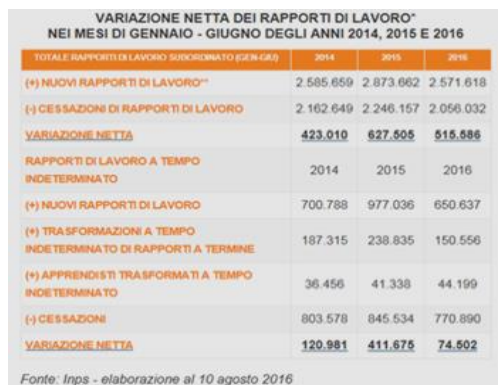 VARIAZIONE NETTA DEI RAPPORTI DI LAVORO*
NEI MESI DI GENNAIO - GIUGNO DEGLI ANNI 2014, 2015 E 2016
TOTALE RAPPORTI DI LAVORO SUBORDINATO (GEN-GIU) 2014 2015 2016
(+) NUOVI RAPPORTI DI LAVORO** 2.585.659 2.873.662 2.571.618
(-) CESSAZIONI DI RAPPORTI DI LAVORO 2.162.649 2.246.157 2.056.032
VARIAZIONE NETTA 423.010 627.505 515.586
RAPPORTI DI LAVORO A TEMPO
INDETERMINATO 2014 2015 2016
(+) NUOVI RAPPORTI DI LAVORO 700.788 977.036 650.637
(+) TRASFORMAZIONI A TEMPO
INDETERMINATO DI RAPPORTI A TERMINE 187.315 238.835 150.556
(+) APPRENDISTI TRASFORMATI A TEMPO
INDETERMINATO 36.456 41.338 44.199
(-) CESSAZIONI 803.578 845.534 770.890
VARIAZIONE NETTA 120.981 411.675 74.502
Fonte: Inps - elaborazione al 10 agosto 2016